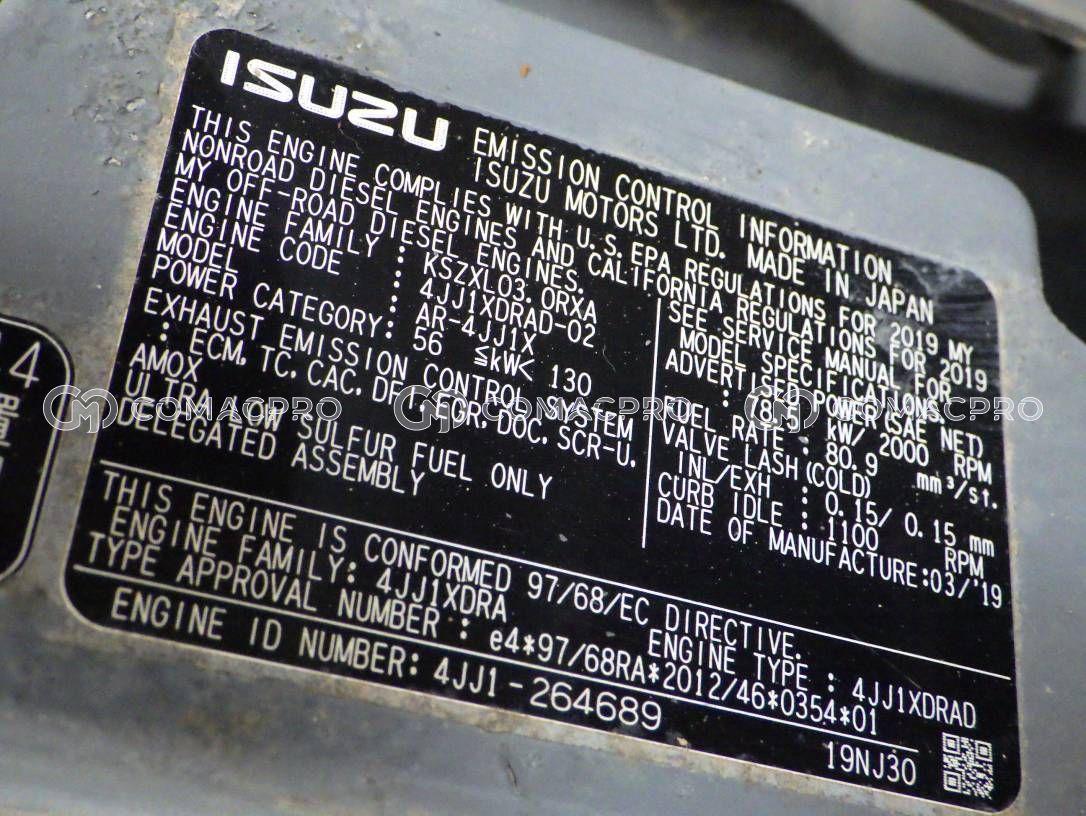 ISUZU
EMISSION CONTROL INFORMATION
ISUZU MOTORS LTD. MADE IN JAPAN
THIS ENGINE COMPLIES WITH U.S.EPA REGULATIONS FOR 2019 MY
NONROAD DIESEL ENGINES AND CALIFORNIA REGULATIONS FOR 2019
MY OFF-ROAD DIESEL ENGINES.
ENGINE FAMILY : KSZXL03.0RXA
ENGINE CODE : 4JJ1XDRAD-02
MODEL : AR-4JJ1X
POWER CATEGORY: 56 ≦kW< 130
EXHAUST EMISSION CONTROL SYSTEM
: ECM. TC. CAC. DFI. EGR. DOC. SCR-U.
AMOX
ULTRA LOW SULFUR FUEL ONLY
DELEGATED ASSEMBLY
SEE SERVICE MANUAL FOR
MODEL SPECIFICATIONS.
ADVERTISED POWER(SAE NET)
kW/ 2000 RPM
FUEL RATE: 80.9 mm³/st.
VALVE LASH(COLD)
INL/EXH : 0.15/ 0.15 mm
CURB IDLE : 1100 RPM
DATE OF MANUFACTURE:03/'19
THIS ENGINE IS CONFORMED 97/68/EC DIRECTIVE.
ENGINE FAMILY: 4JJ1XDRA ENGINE TYPE : 4JJ1XDRAD
TYPE APPROVAL NUMBER : e4*97/68RA*2012/46*0354*01
ENGINE ID NUMBER: 4JJ1-264689
19NJ30
4
COMACPRO COMACPRO COMACPRO
COMACPRO COMACPRO COMACPRO